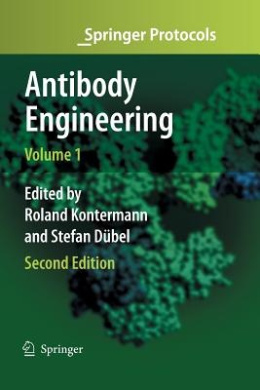 Springer Protocols
Antibody
Engineering
Volume 1
Edited by
Roland Kontermann
and Stefan Dübel
Second Edition
Springer